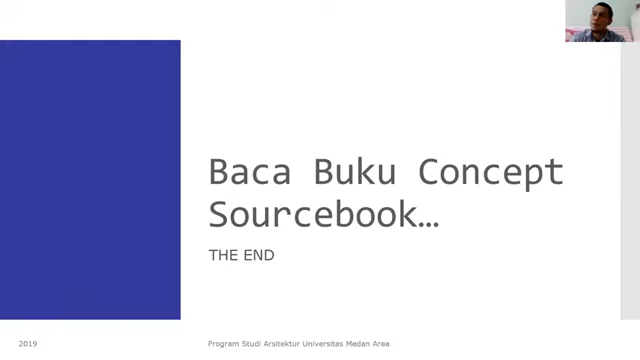 Baca Buku Concept
Sourcebook…
THE END
2019
Program Studi Arsitektur Universitas Medan Area